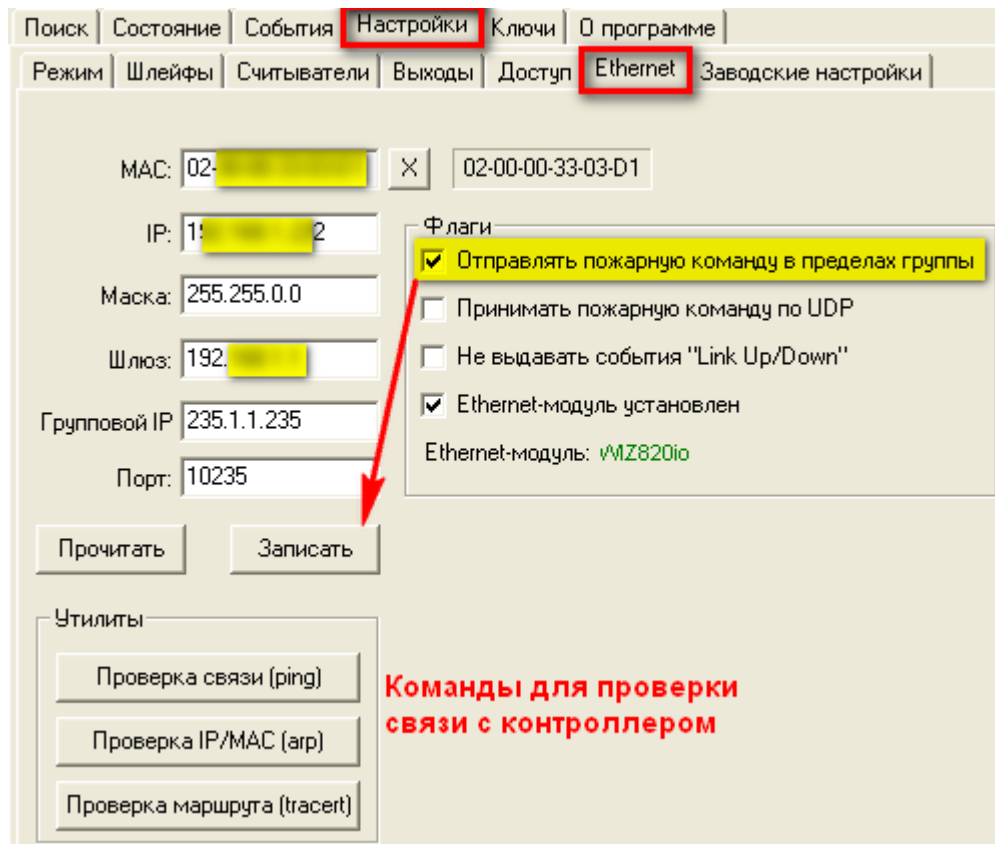 Поиск Состояние События Настройки Ключи О программе
Режим Шлейфы Считыватели Выходы Доступ Ethernet Заводские настройки
MAC: 02- X 02-00-00-33-03-D1
IP: 19 2
Маска: 255.255.0.0
Шлюз: 192.
Групповой IP 235.1.1.235
Порт: 10235
Флаги
Отправлять пожарную команду в пределах группы
Принимать пожарную команду по UDP
Не выдавать события "Link Up/Down"
Ethernet-модуль установлен
Ethernet-модуль: WIZ820io
Прочитать Записать
Утилиты
Проверка связи (ping)
Проверка IP/MAC (arp)
Проверка маршрута (tracert)
Команды для проверки
связи с контроллером